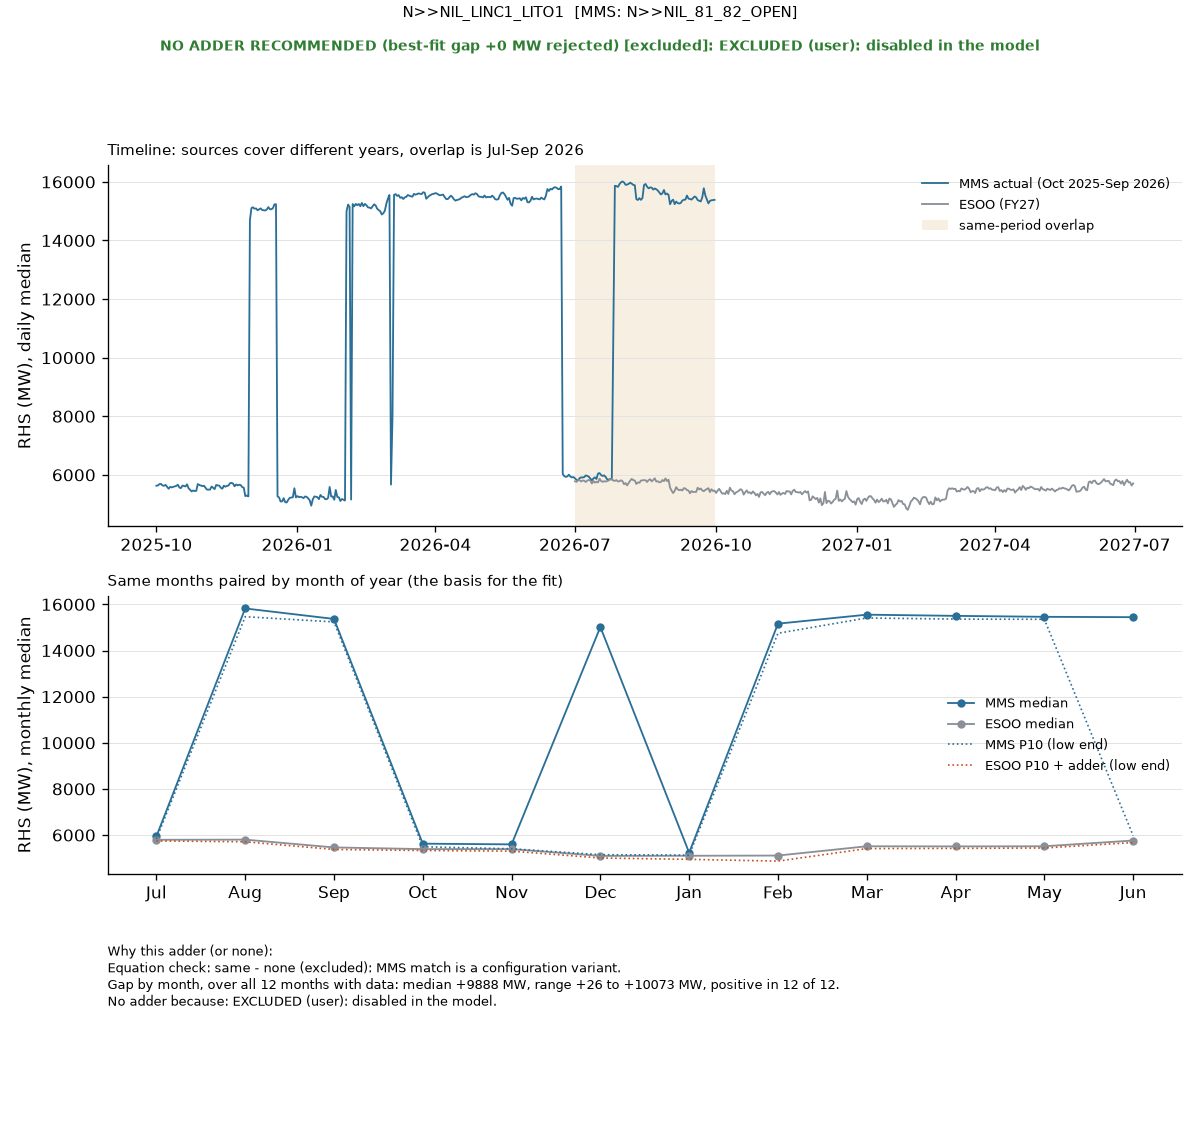 N>>NIL_LINC1_LITO1  [MMS: N>>NIL_81_82_OPEN]
NO ADDER RECOMMENDED (best-fit gap +0 MW rejected) [excluded]: EXCLUDED (user): disabled in the model
Timeline: sources cover different years, overlap is Jul-Sep 2026
RHS (MW), daily median
16000
14000
12000
10000
8000
6000
MMS actual (Oct 2025-Sep 2026)
ESOO (FY27)
same-period overlap
2025-10 2026-01 2026-04 2026-07 2026-10 2027-01 2027-04 2027-07
Same months paired by month of year (the basis for the fit)
RHS (MW), monthly median
16000
14000
12000
10000
8000
6000
MMS median
ESOO median
MMS P10 (low end)
ESOO P10 + adder (low end)
Jul Aug Sep Oct Nov Dec Jan Feb Mar Apr May Jun
Why this adder (or none):
Equation check: same - none (excluded): MMS match is a configuration variant.
Gap by month, over all 12 months with data: median +9888 MW, range +26 to +10073 MW, positive in 12 of 12.
No adder because: EXCLUDED (user): disabled in the model.